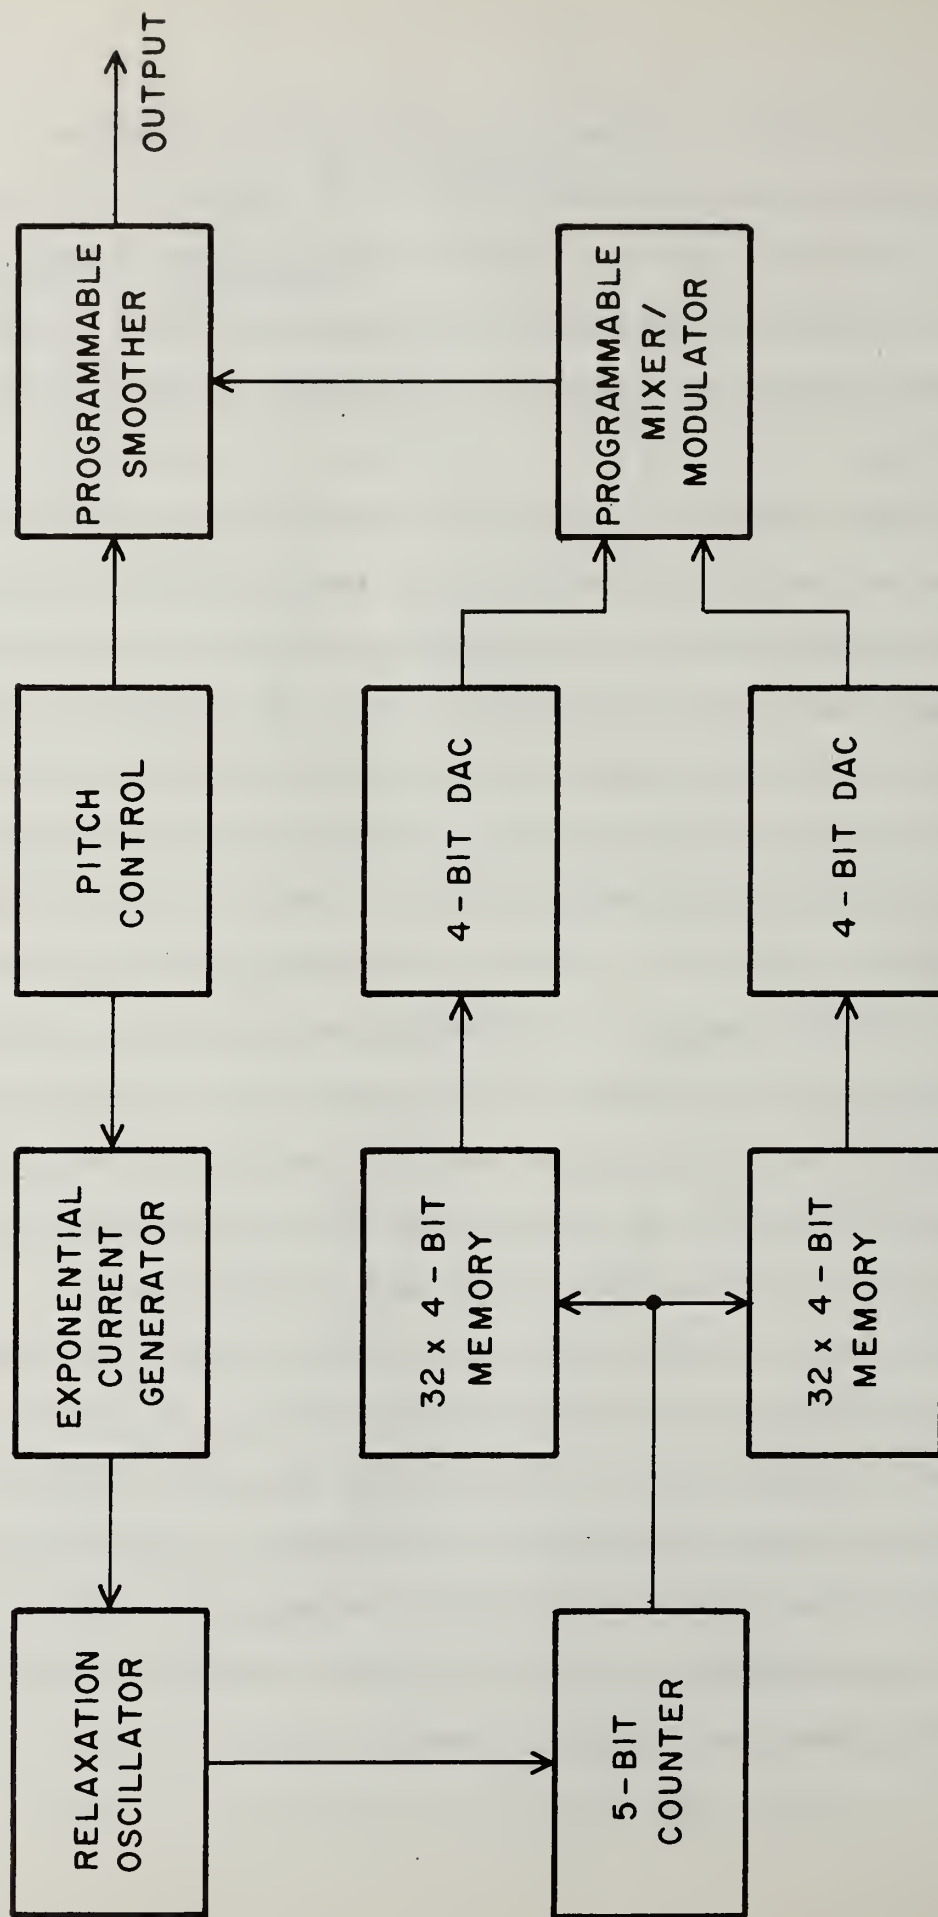 RELAXATION
OSCILLATOR
EXPONENTIAL
CURRENT
GENERATOR
PITCH
CONTROL
PROGRAMMABLE
SMOOTHER
OUTPUT
32 x 4-BIT
MEMORY
4-BIT DAC
5-BIT
COUNTER
PROGRAMMABLE
MIXER/
MODULATOR
32 x 4-BIT
MEMORY
4-BIT DAC